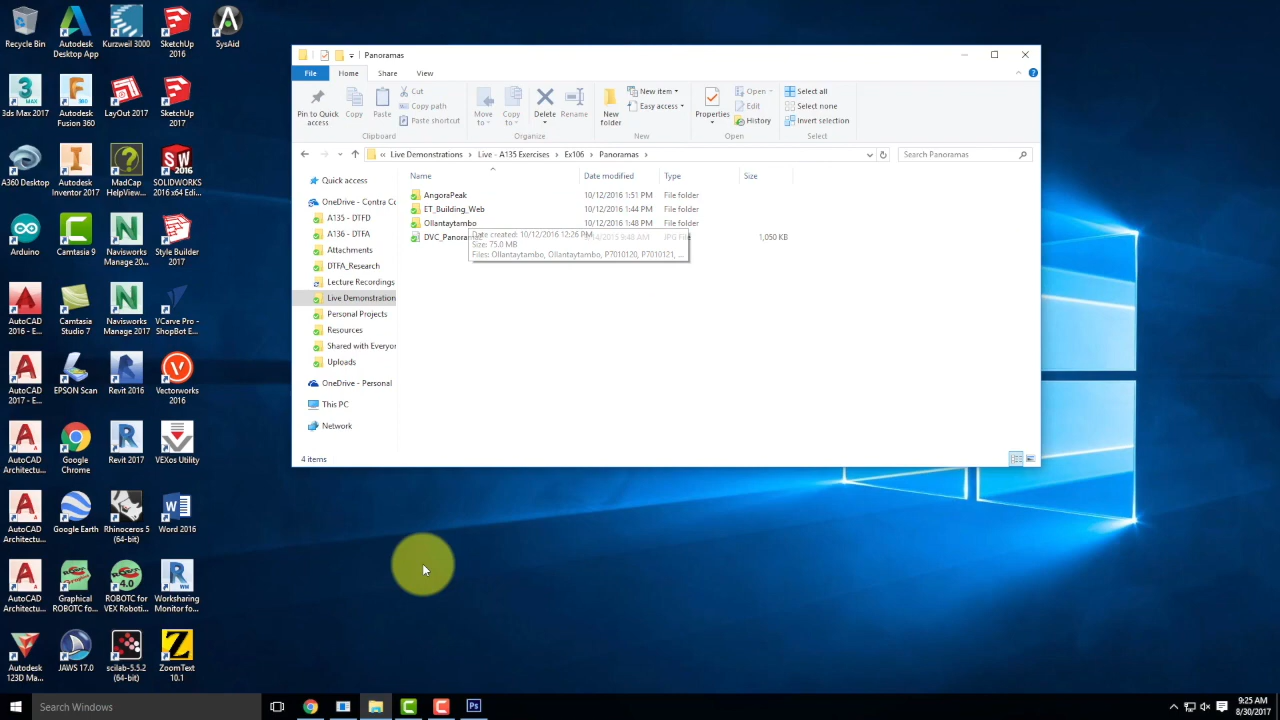 Recycle Bin
Autodesk Desktop App
Kurzweil 3000
SketchUp 2016
SysAid
3ds Max 2017
Autodesk Fusion 360
LayOut 2017
SketchUp 2017
A360 Desktop
Autodesk Inventor 2017
MadCap HelpView...
SOLIDWORKS 2016 x64 Edi...
Arduino
Camtasia 9
Navisworks Manage 20...
Style Builder 2017
AutoCAD 2016 - E...
Camtasia Studio 7
Navisworks Manage 2017
VCarve Pro - ShopBot E...
AutoCAD 2017 - E...
EPSON Scan
Revit 2016
Vectorworks 2016
AutoCAD Architectu...
Google Chrome
Revit 2017
VEXos Utility
AutoCAD Architectu...
Google Earth
Rhinoceros 5 (64-bit)
Word 2016
AutoCAD Architectu...
Graphical ROBOTC fo...
ROBOTC for VEX Roboti...
Worksharing Monitor fo...
Autodesk 123D Ma...
JAWS 17.0
scilab-5.5.2 (64-bit)
ZoomText 10.1
Panoramas
File Home Share View
Pin to Quick access
Copy
Paste
Cut
Copy path
Paste shortcut
Clipboard
Move to
Copy to
Delete
Rename
Organize
New folder
New item
Easy access
New
Properties
Open
Edit
History
Open
Select all
Select none
Invert selection
Select
« Live Demonstrations > Live - A135 Exercises > Ex106 > Panoramas >
Search Panoramas
Name Date modified Type Size
AngoraPeak 10/12/2016 1:51 PM File folder
ET_Building_Web 10/12/2016 1:44 PM File folder
Ollantaytambo 10/12/2016 1:48 PM File folder
1,050 KB
Date created: 10/12/2016 12:26 PM
Size: 75.0 MB
Files: Ollantaytambo, Ollantaytambo, P7010120, P7010121, ...
Quick access
OneDrive - Contra Co
A135 - DTFD
A136 - DTFA
Attachments
DTFA_Research
Lecture Recordings
Live Demonstration
Personal Projects
Resources
Shared with Everyor
Uploads
OneDrive - Personal
This PC
Network
4 items
Search Windows
Ps
9:25 AM
8/30/2017